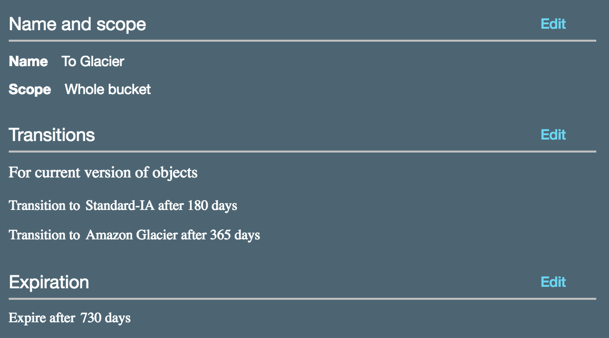 Name and scope Edit
Name To Glacier
Scope Whole bucket
Transitions Edit
For current version of objects
Transition to Standard-IA after 180 days
Transition to Amazon Glacier after 365 days
Expiration Edit
Expire after 730 days